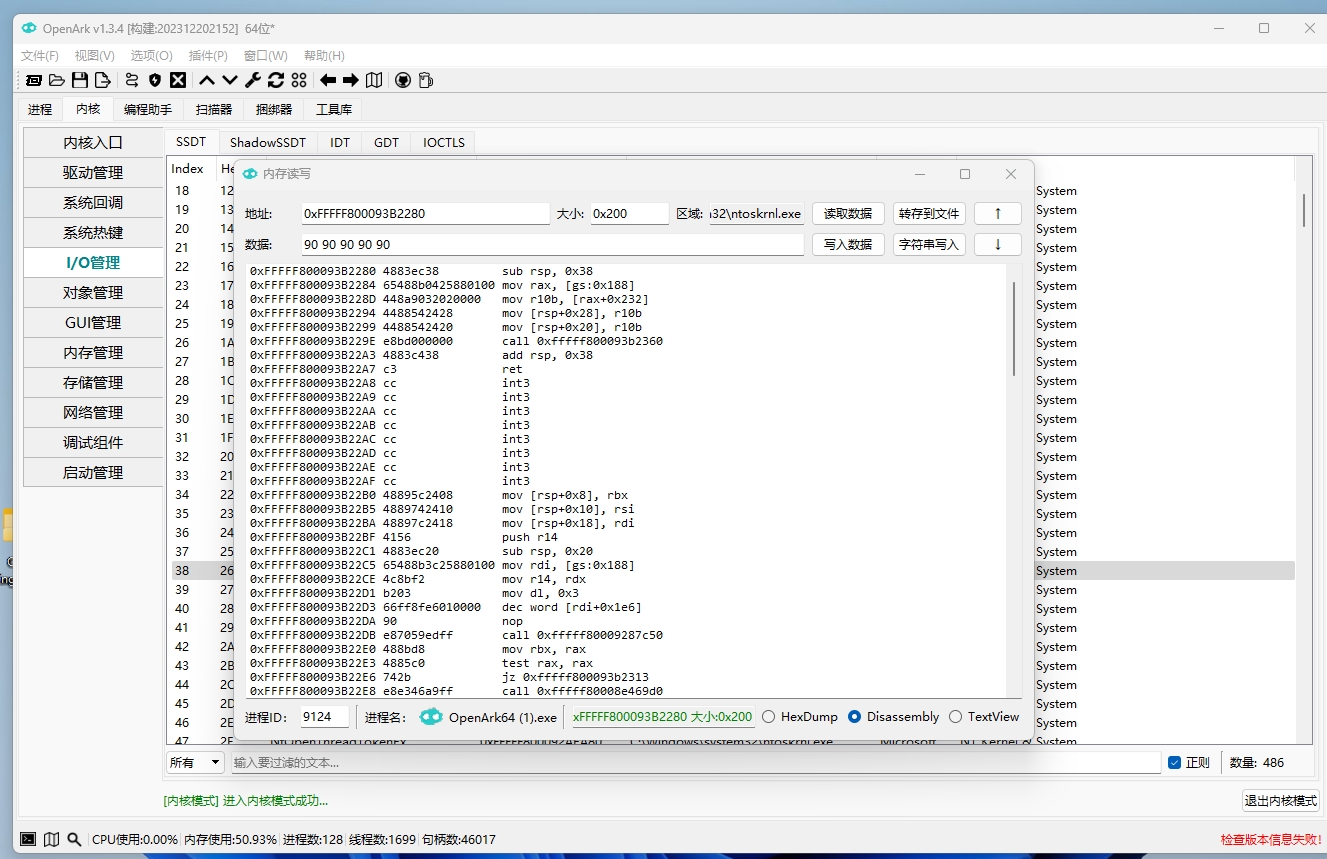 OpenArk v1.3.4 [构建:202312202152] 64位*
文件(F) 视图(V) 选项(O) 插件(P) 窗口(W) 帮助(H)
进程 内核 编程助手 扫描器 捆绑器 工具库
内核入口
驱动管理
系统回调
系统热键
I/O管理
对象管理
GUI管理
内存管理
存储管理
网络管理
调试组件
启动管理
SSDT ShadowSSDT IDT GDT IOCTLS
Index He
18 12 System
19 13 System
20 14 System
21 15 System
22 16 System
23 17 System
24 18 System
25 19 System
26 1A System
27 1B System
28 1C System
29 1D System
30 1E System
31 1F System
32 20 System
33 21 System
34 22 System
35 23 System
36 24 System
37 25 System
38 26 System
39 27 System
40 28 System
41 29 System
42 2A System
43 2B System
44 2C System
45 2D System
46 2E System
47 2F NtOpenThreadTokenEx C:\Windows\system32\ntoskrnl.exe Microsoft NT Kernel & System
内存读写
地址: 0xFFFFF800093B2280 大小: 0x200 区域: ı32\ntoskrnl.exe 读取数据 转存到文件 ↑
数据: 90 90 90 90 90 写入数据 字符串写入 ↓
0xFFFFF800093B2280 4883ec38 sub rsp, 0x38
0xFFFFF800093B2284 65488b0425880100 mov rax, [gs:0x188]
0xFFFFF800093B228D 448a9032020000 mov r10b, [rax+0x232]
0xFFFFF800093B2294 4488542428 mov [rsp+0x28], r10b
0xFFFFF800093B2299 4488542420 mov [rsp+0x20], r10b
0xFFFFF800093B229E e8bd000000 call 0xfffff800093b2360
0xFFFFF800093B22A3 4883c438 add rsp, 0x38
0xFFFFF800093B22A7 c3 ret
0xFFFFF800093B22A8 cc int3
0xFFFFF800093B22A9 cc int3
0xFFFFF800093B22AA cc int3
0xFFFFF800093B22AB cc int3
0xFFFFF800093B22AC cc int3
0xFFFFF800093B22AD cc int3
0xFFFFF800093B22AE cc int3
0xFFFFF800093B22AF cc int3
0xFFFFF800093B22B0 48895c2408 mov [rsp+0x8], rbx
0xFFFFF800093B22B5 4889742410 mov [rsp+0x10], rsi
0xFFFFF800093B22BA 48897c2418 mov [rsp+0x18], rdi
0xFFFFF800093B22BF 4156 push r14
0xFFFFF800093B22C1 4883ec20 sub rsp, 0x20
0xFFFFF800093B22C5 65488b3c25880100 mov rdi, [gs:0x188]
0xFFFFF800093B22CE 4c8bf2 mov r14, rdx
0xFFFFF800093B22D1 b203 mov dl, 0x3
0xFFFFF800093B22D3 66ff8fe6010000 dec word [rdi+0x1e6]
0xFFFFF800093B22DA 90 nop
0xFFFFF800093B22DB e87059edff call 0xfffff80009287c50
0xFFFFF800093B22E0 488bd8 mov rbx, rax
0xFFFFF800093B22E3 4885c0 test rax, rax
0xFFFFF800093B22E6 742b jz 0xfffff800093b2313
0xFFFFF800093B22E8 e8e346a9ff call 0xfffff80008e469d0
进程ID: 9124 进程名: OpenArk64 (1).exe xFFFFF800093B2280 大小:0x200 HexDump Disassembly TextView
所有 输入要过滤的文本... 正则 数量: 486
[内核模式] 进入内核模式成功... 退出内核模式
CPU使用:0.00% 内存使用:50.93% 进程数:128 线程数:1699 句柄数:46017 检查版本信息失败!